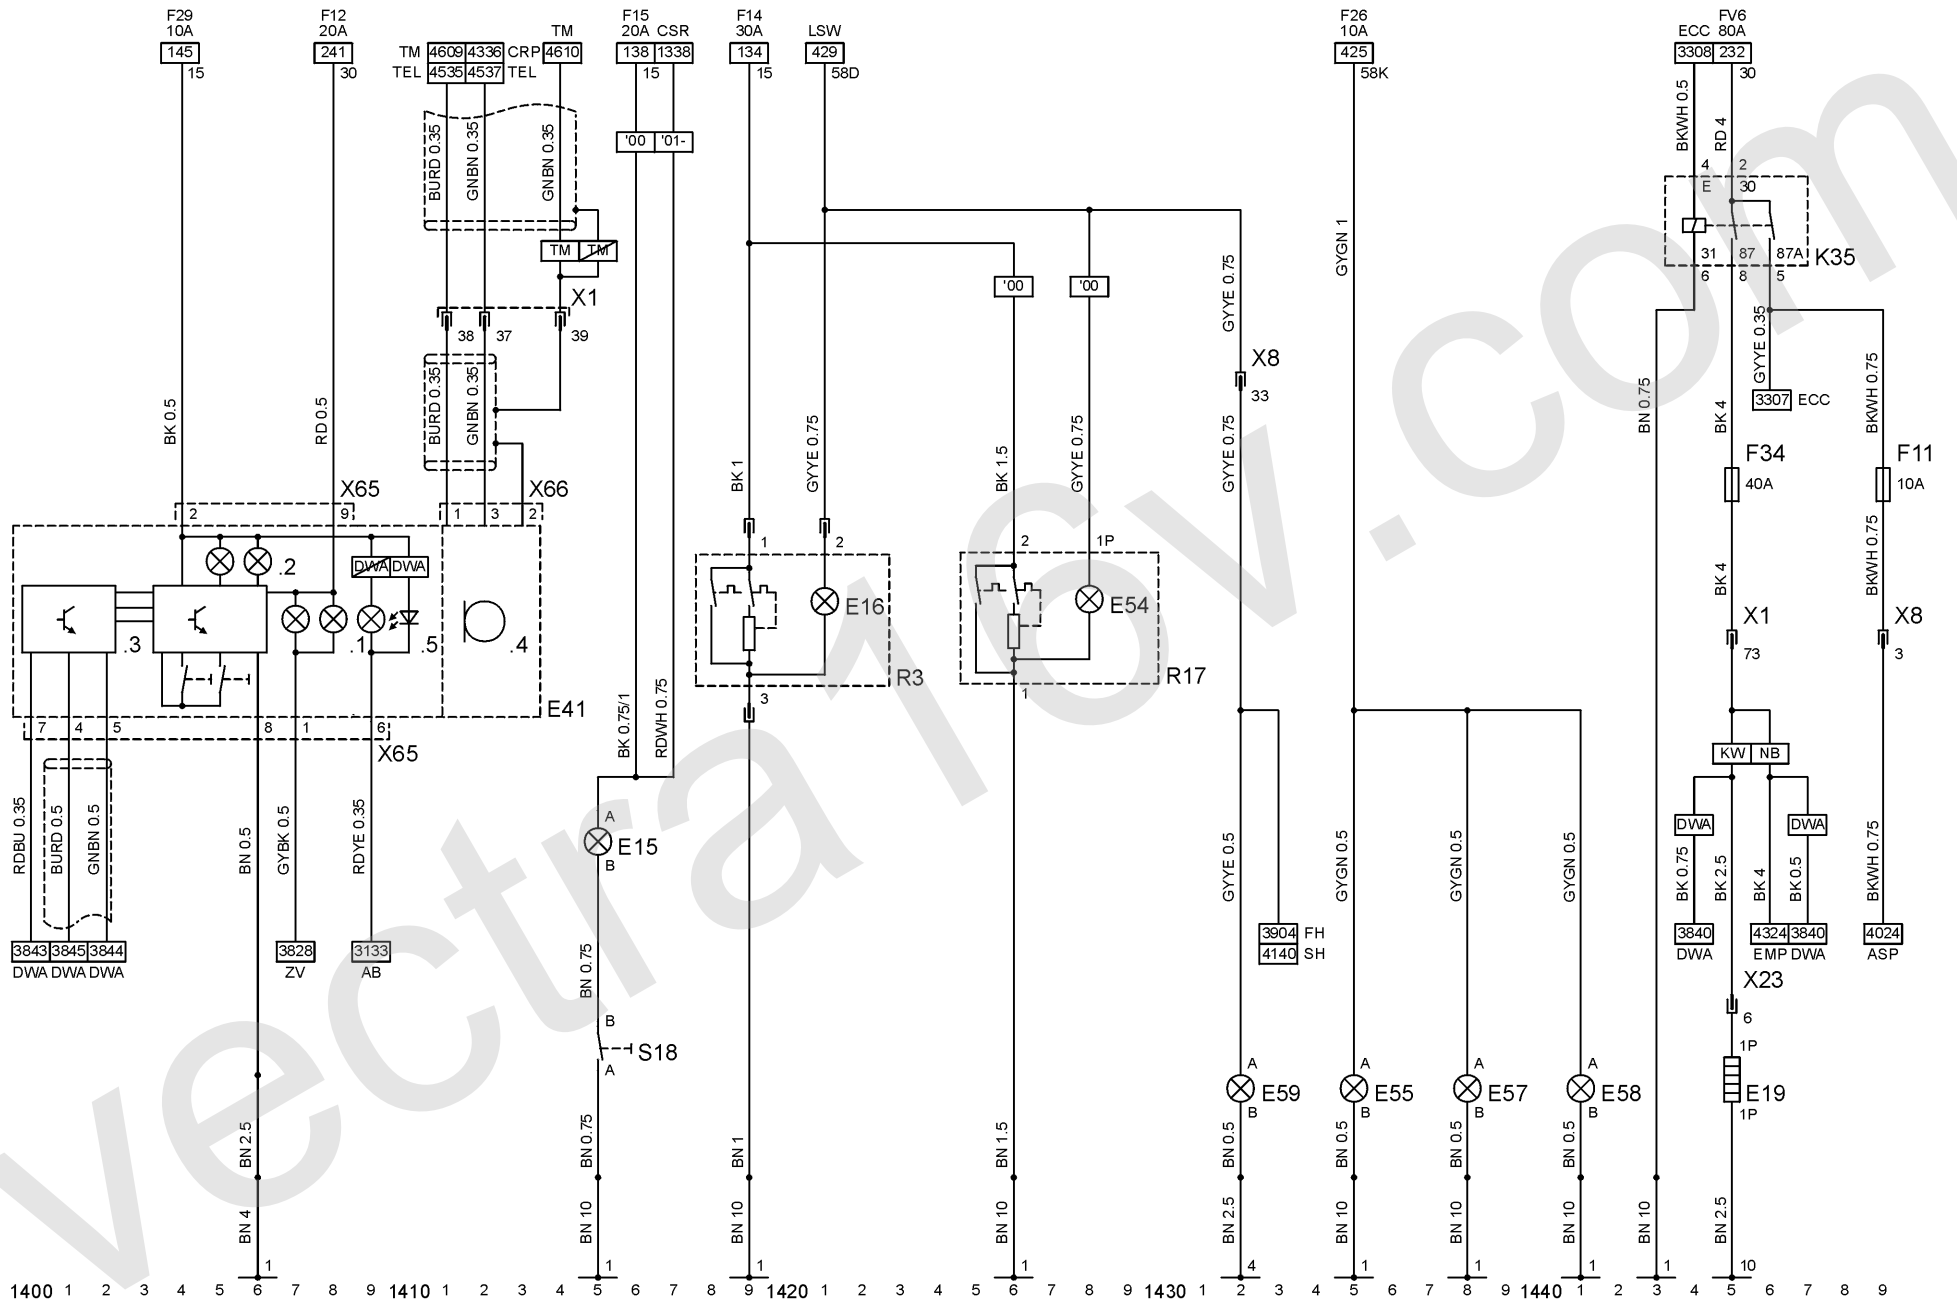 F29 F12 F15 F14 F26 FV6
10A 20A TM 20A CSR 30A LSW 10A ECC 80A
145 241 TM 4609 4336 CRP 4610 138 1338 134 429 425 3308 232
15 30 TEL 4535 4537 TEL 15 15 58D 58K 30
BKWH 0.5 RD 4
'00 '01-
BURD 0.35 GNBN 0.35 GNBN 0.35
4 2
E 30
TM TM
GYYE 0.75 GYGN 1
31 87 87A K35
6 8 5
'00 '00
X1
38 37 39
X8
33
GYYE 0.35
BN 0.75 BK 4 BKWH 0.75
3307 ECC
BK 0.5 RD 0.5 BURD 0.35 GNBN 0.35
BK 1 GYYE 0.75 BK 1.5 GYYE 0.75 GYYE 0.75
F34 F11
40A 10A
X65 X66
2 9 1 3 2
1 2 2 1P
BK 4 BKWH 0.75
.2 DWA DWA
E16 E54
X1 X8
73 3
.3 .1 .5 .4
R3 R17
3 1
E41
7 4 5 8 1 6
X65
BK 0.75/1 RDWH 0.75
KW NB
DWA DWA
A
E15
B
RDBU 0.35 BURD 0.5 GNBN 0.5 BN 0.5 GYBK 0.5 RDYE 0.35
GYYE 0.5 GYGN 0.5 GYGN 0.5 GYGN 0.5
BK 0.75 BK 2.5 BK 4 BK 0.5 BKWH 0.75
3843 3845 3844 3828 3133
DWA DWA DWA ZV AB
3904 FH
4140 SH
3840 4324 3840 4024
DWA EMP DWA ASP
BN 0.75
X23
6
B
S18
A
1P
A A A A
E59 E55 E57 E58 E19
B B B B 1P
BN 2.5 BN 0.75 BN 1 BN 1.5 BN 0.5 BN 0.5 BN 0.5 BN 0.5
BN 4 BN 10 BN 10 BN 10 BN 2.5 BN 10 BN 10 BN 10 BN 10 BN 2.5
1 1 1 1 4 1 1 1 1 10
1400 1 2 3 4 5 6 7 8 9 1410 1 2 3 4 5 6 7 8 9 1420 1 2 3 4 5 6 7 8 9 1430 1 2 3 4 5 6 7 8 9 1440 1 2 3 4 5 6 7 8 9
vectra16v.com